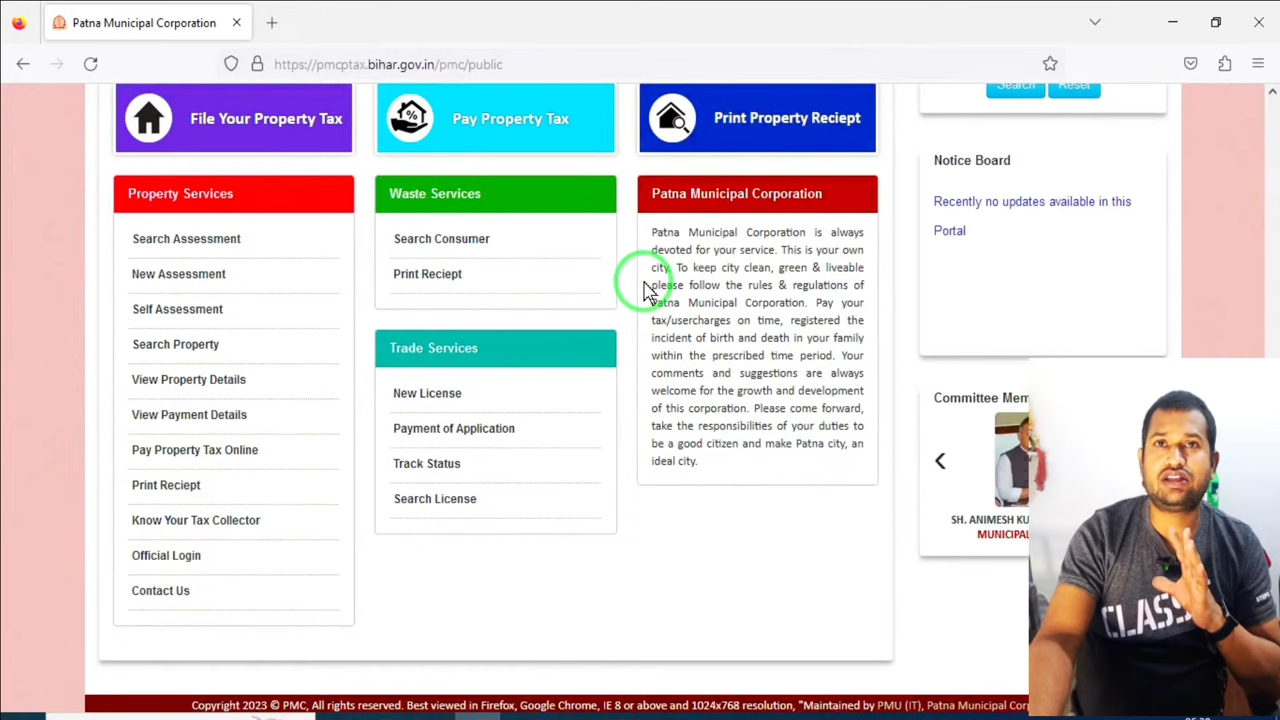 Patna Municipal Corporation
https://pmcptax.bihar.gov.in/pmc/public
File Your Property Tax
Pay Property Tax
Print Property Reciept
Search
Reset
Property Services
Search Assessment
New Assessment
Self Assessment
Search Property
View Property Details
View Payment Details
Pay Property Tax Online
Print Reciept
Know Your Tax Collector
Official Login
Contact Us
Waste Services
Search Consumer
Print Reciept
Trade Services
New License
Payment of Application
Track Status
Search License
Patna Municipal Corporation
Patna Municipal Corporation is always
devoted for your service. This is your own
city. To keep city clean, green & liveable
please follow the rules & regulations of
Patna Municipal Corporation. Pay your
tax/usercharges on time, registered the
incident of birth and death in your family
within the prescribed time period. Your
comments and suggestions are always
welcome for the growth and development
of this corporation. Please come forward,
take the responsibilities of your duties to
be a good citizen and make Patna city, an
ideal city.
Notice Board
Recently no updates available in this
Portal
Committee Mem
SH. ANIMESH KU
MUNICIPAL
CLASS
Copyright 2023 © PMC, All rights reserved. Best viewed in Firefox, Google Chrome, IE 8 or above and 1024x768 resolution, "Maintained by PMU (IT), Patna Municipal Corp